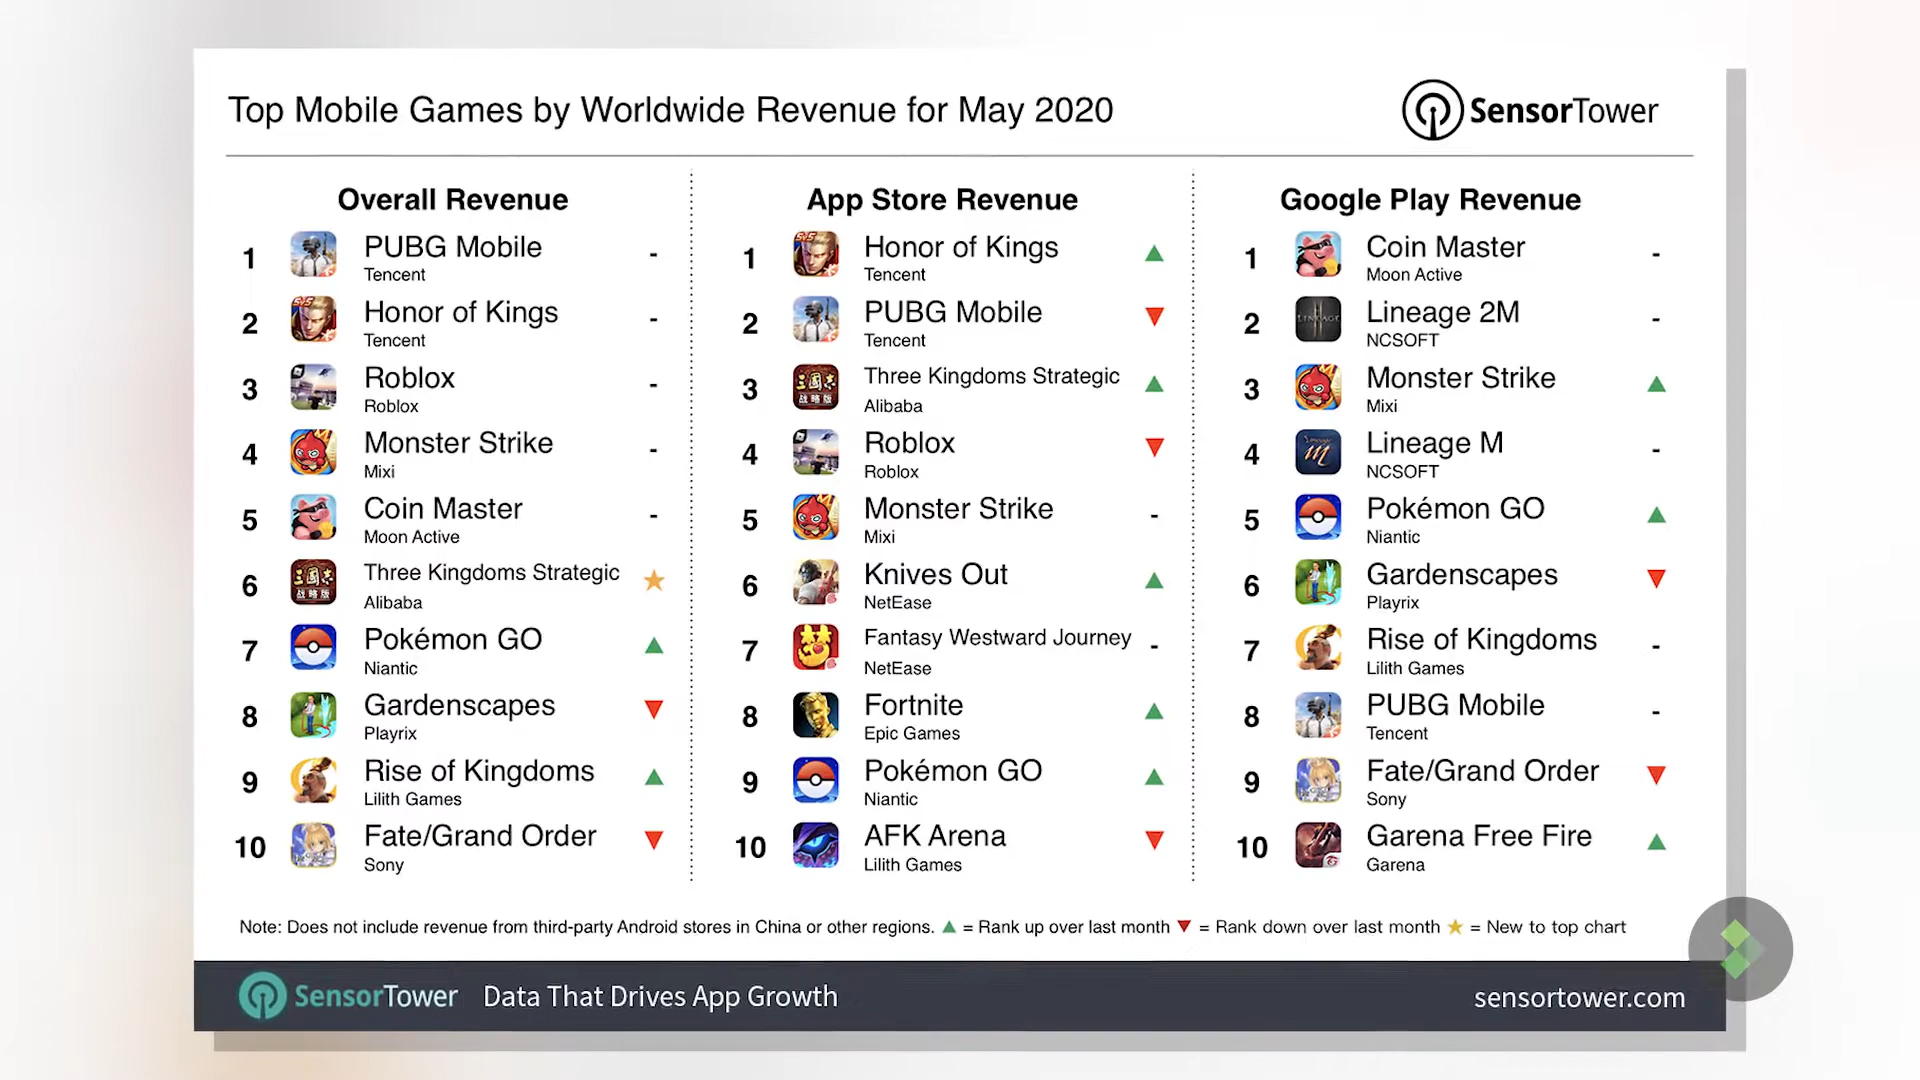 Top Mobile Games by Worldwide Revenue for May 2020
SensorTower
Overall Revenue
1 PUBG Mobile -
Tencent
2 Honor of Kings -
Tencent
3 Roblox -
Roblox
4 Monster Strike -
Mixi
5 Coin Master -
Moon Active
6 Three Kingdoms Strategic
Alibaba
7 Pokémon GO
Niantic
8 Gardenscapes
Playrix
9 Rise of Kingdoms
Lilith Games
10 Fate/Grand Order
Sony
App Store Revenue
1 Honor of Kings
Tencent
2 PUBG Mobile
Tencent
3 Three Kingdoms Strategic
Alibaba
4 Roblox
Roblox
5 Monster Strike -
Mixi
6 Knives Out
NetEase
7 Fantasy Westward Journey -
NetEase
8 Fortnite
Epic Games
9 Pokémon GO
Niantic
10 AFK Arena
Lilith Games
Google Play Revenue
1 Coin Master -
Moon Active
2 Lineage 2M -
NCSOFT
3 Monster Strike
Mixi
4 Lineage M -
NCSOFT
5 Pokémon GO
Niantic
6 Gardenscapes
Playrix
7 Rise of Kingdoms -
Lilith Games
8 PUBG Mobile -
Tencent
9 Fate/Grand Order
Sony
10 Garena Free Fire
Garena
Note: Does not include revenue from third-party Android stores in China or other regions. ▲ = Rank up over last month ▼ = Rank down over last month ★ = New to top chart
SensorTower Data That Drives App Growth
sensortower.com